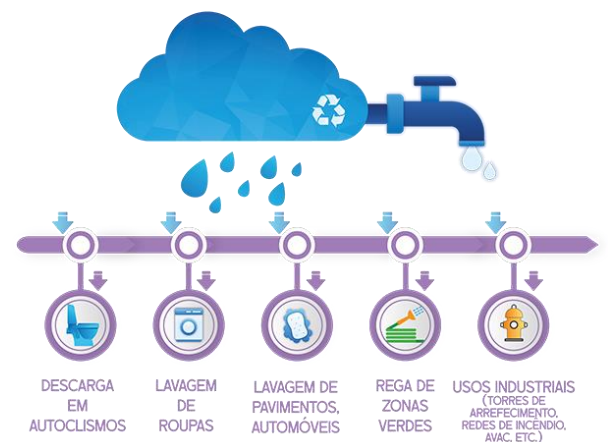 DESCARGA
EM
AUTOCLISMOS
LAVAGEM
DE
ROUPAS
LAVAGEM DE
PAVIMENTOS,
AUTOMÓVEIS
REGA DE
ZONAS
VERDES
USOS INDUSTRIAIS
(TORRES DE
ARREFECIMENTO,
REDES DE INCÊNDIO,
AVAC, ETC.)